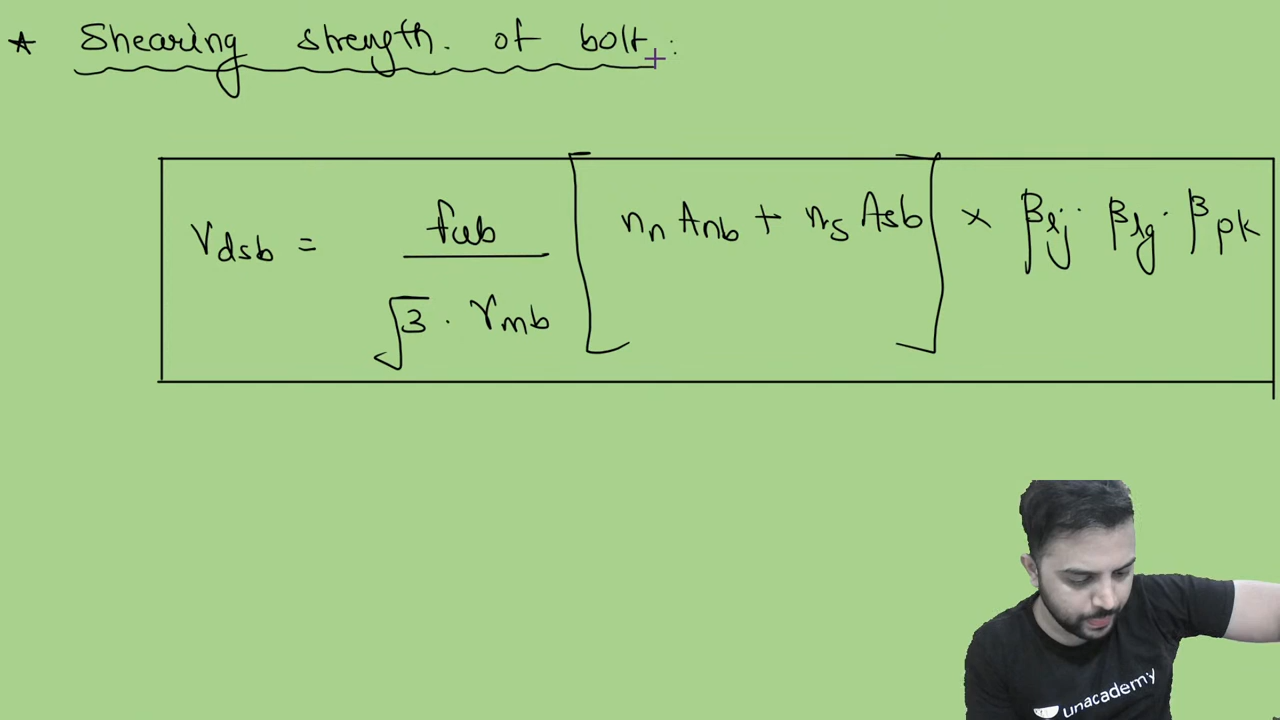 ★ Shearing strength. of bolt:
Vdsb = fub / √3 · γmb [ nn Anb + ns Asb ] × βlj · βlg · βpk
unacademy